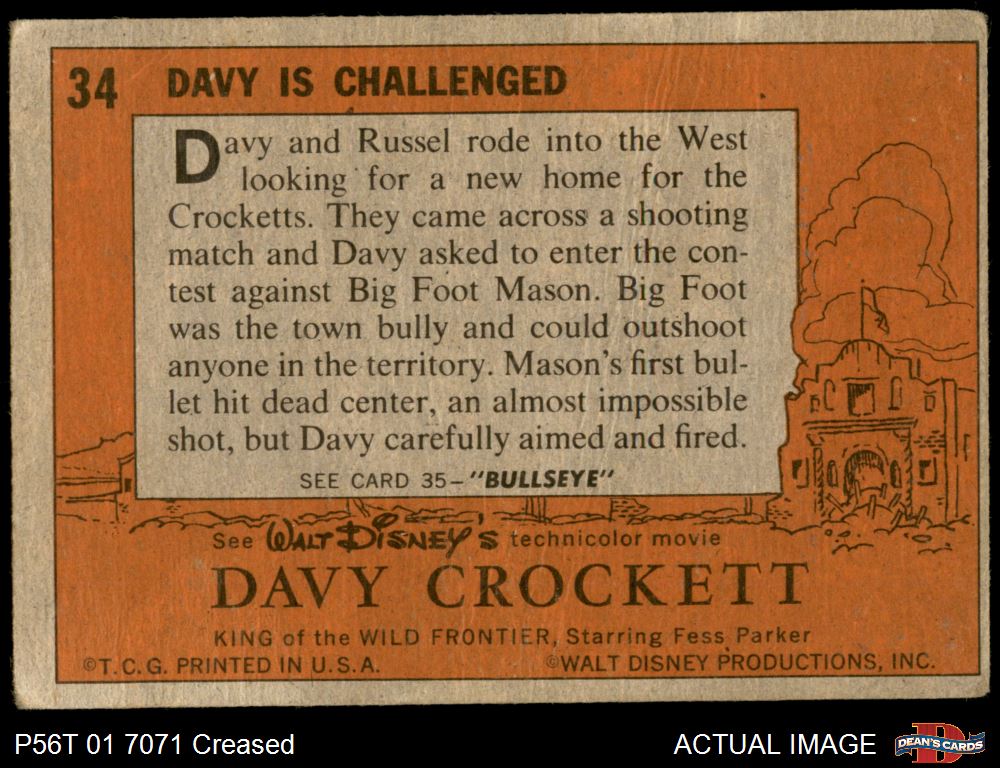 34 DAVY IS CHALLENGED
Davy and Russel rode into the West
looking for a new home for the
Crocketts. They came across a shooting
match and Davy asked to enter the con-
test against Big Foot Mason. Big Foot
was the town bully and could outshoot
anyone in the territory. Mason's first bul-
let hit dead center, an almost impossible
shot, but Davy carefully aimed and fired.
SEE CARD 35–"BULLSEYE"
See WALT DISNEY'S technicolor movie
DAVY CROCKETT
KING of the WILD FRONTIER, Starring Fess Parker
©T.C.G. PRINTED IN U.S.A. ©WALT DISNEY PRODUCTIONS, INC.
P56T 01 7071 Creased ACTUAL IMAGE D DEAN'S CARDS